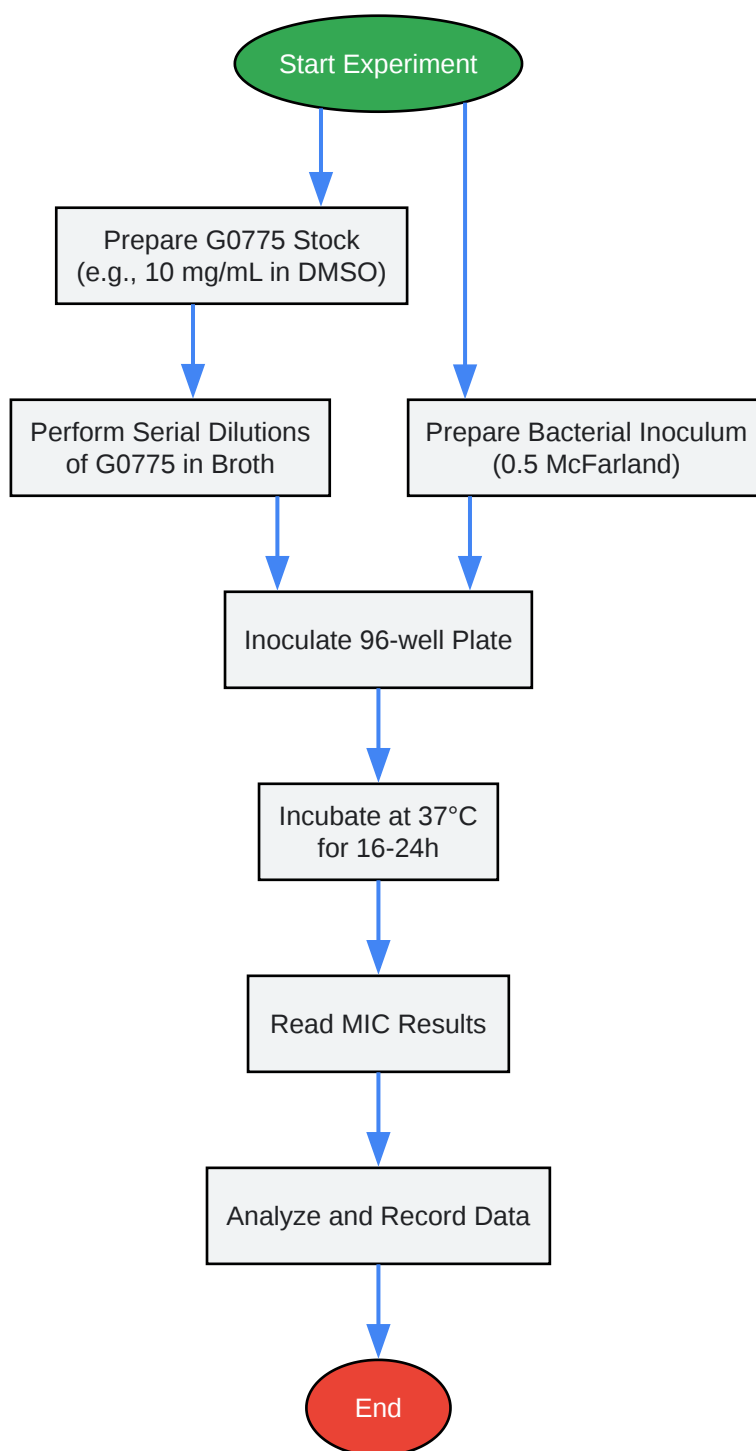 Start Experiment
Prepare G0775 Stock
(e.g., 10 mg/mL in DMSO)
Perform Serial Dilutions
of G0775 in Broth
Prepare Bacterial Inoculum
(0.5 McFarland)
Inoculate 96-well Plate
Incubate at 37°C
for 16-24h
Read MIC Results
Analyze and Record Data
End